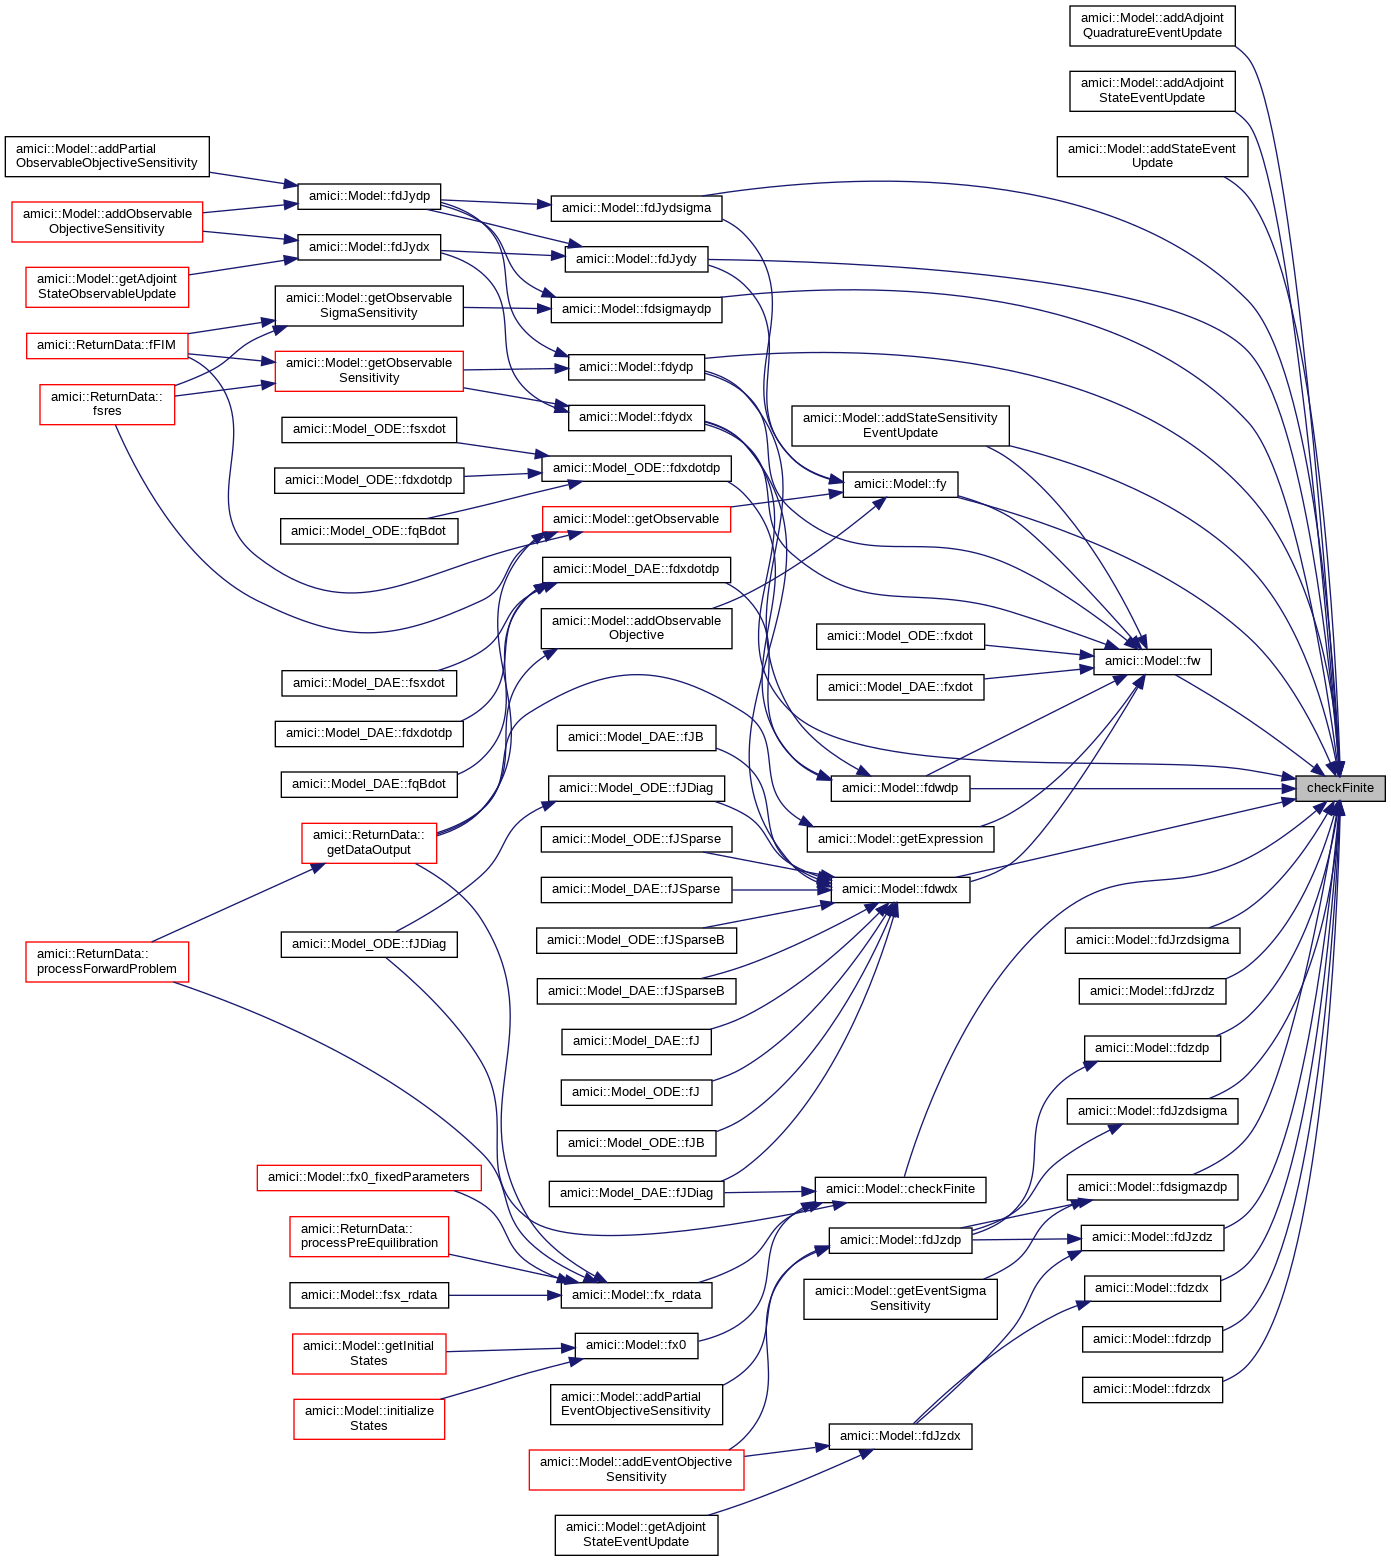 amici::Model::addAdjoint
QuadratureEventUpdate
amici::Model::addAdjoint
StateEventUpdate
amici::Model::addStateEvent
Update
amici::Model::addPartial
ObservableObjectiveSensitivity
amici::Model::fdJydp
amici::Model::fdJydsigma
amici::Model::addObservable
ObjectiveSensitivity
amici::Model::fdJydx
amici::Model::fdJydy
amici::Model::getAdjoint
StateObservableUpdate
amici::Model::getObservable
SigmaSensitivity
amici::Model::fdsigmaydp
amici::ReturnData::fFIM
amici::Model::getObservable
Sensitivity
amici::Model::fdydp
amici::ReturnData::
fsres
amici::Model::fdydx
amici::Model::addStateSensitivity
EventUpdate
amici::Model_ODE::fsxdot
amici::Model_ODE::fdxdotdp
amici::Model_ODE::fdxdotdp
amici::Model::fy
amici::Model_ODE::fqBdot
amici::Model::getObservable
amici::Model_DAE::fdxdotdp
amici::Model::addObservable
Objective
amici::Model_ODE::fxdot
amici::Model::fw
amici::Model_DAE::fsxdot
amici::Model_DAE::fxdot
amici::Model_DAE::fdxdotdp
amici::Model_DAE::fJB
amici::Model_DAE::fqBdot
amici::Model_ODE::fJDiag
amici::Model::fdwdp
checkFinite
amici::ReturnData::
getDataOutput
amici::Model_ODE::fJSparse
amici::Model::getExpression
amici::Model_DAE::fJSparse
amici::Model::fdwdx
amici::ReturnData::
processForwardProblem
amici::Model_ODE::fJDiag
amici::Model_ODE::fJSparseB
amici::Model::fdJrzdsigma
amici::Model_DAE::fJSparseB
amici::Model::fdJrzdz
amici::Model_DAE::fJ
amici::Model::fdzdp
amici::Model_ODE::fJ
amici::Model::fdJzdsigma
amici::Model_ODE::fJB
amici::Model::fx0_fixedParameters
amici::Model_DAE::fJDiag
amici::Model::checkFinite
amici::Model::fdsigmazdp
amici::ReturnData::
processPreEquilibration
amici::Model::fdJzdp
amici::Model::fdJzdz
amici::Model::fsx_rdata
amici::Model::fx_rdata
amici::Model::getEventSigma
Sensitivity
amici::Model::fdzdx
amici::Model::getInitial
States
amici::Model::fx0
amici::Model::fdrzdp
amici::Model::initialize
States
amici::Model::addPartial
EventObjectiveSensitivity
amici::Model::fdrzdx
amici::Model::addEventObjective
Sensitivity
amici::Model::fdJzdx
amici::Model::getAdjoint
StateEventUpdate